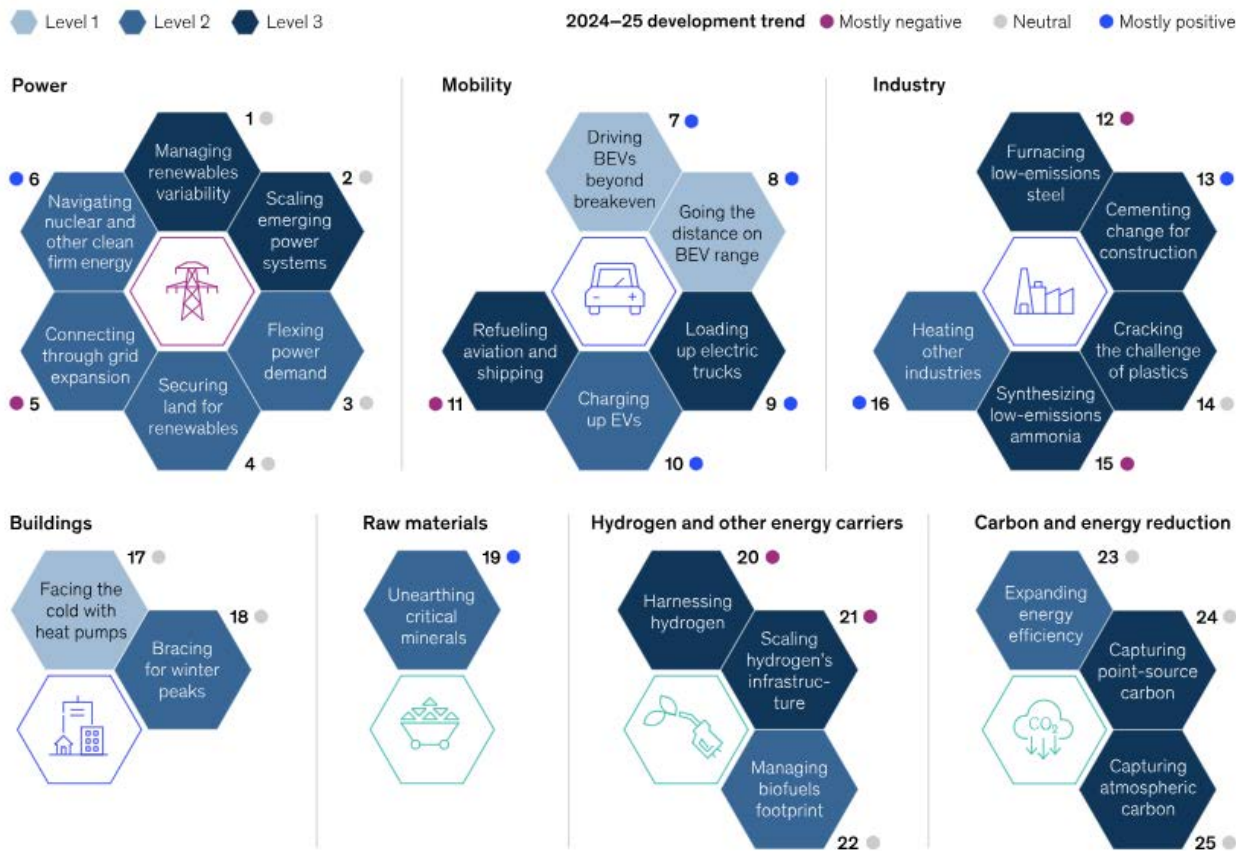 Level 1
Level 2
Level 3
2024–25 development trend
Mostly negative
Neutral
Mostly positive
Power
1
Managing
renewables
variability
2
Scaling
emerging
power
systems
3
Flexing
power
demand
4
Securing
land for
renewables
5
Connecting
through grid
expansion
6
Navigating
nuclear and
other clean
firm energy
Mobility
7
Driving
BEVs
beyond
breakeven
8
Going the
distance on
BEV range
9
Loading
up electric
trucks
10
Charging
up EVs
11
Refueling
aviation and
shipping
− +
Industry
12
Furnacing
low-emissions
steel
13
Cementing
change for
construction
14
Cracking
the challenge
of plastics
15
Synthesizing
low-emissions
ammonia
16
Heating
other
industries
Buildings
17
Facing the
cold with
heat pumps
18
Bracing
for winter
peaks
Raw materials
19
Unearthing
critical
minerals
Hydrogen and other energy carriers
20
Harnessing
hydrogen
21
Scaling
hydrogen's
infrastruc-
ture
22
Managing
biofuels
footprint
Carbon and energy reduction
23
Expanding
energy
efficiency
24
Capturing
point-source
carbon
25
Capturing
atmospheric
carbon
CO₂